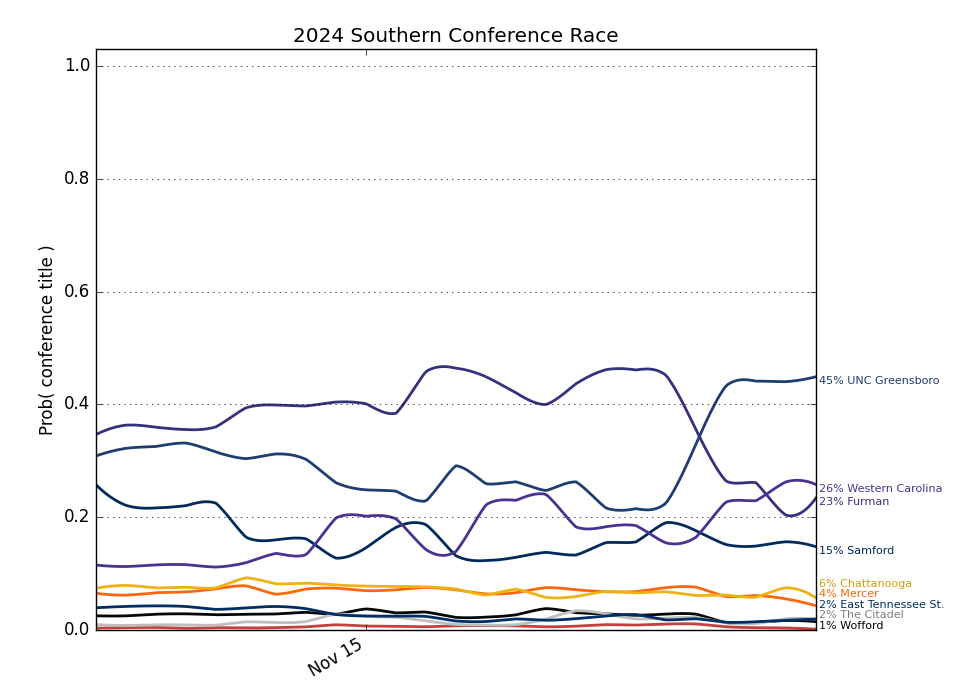 2024 Southern Conference Race
1.0
0.8
0.6
0.4
0.2
0.0
Prob( conference title )
Nov 15
45% UNC Greensboro
26% Western Carolina
23% Furman
15% Samford
6% Chattanooga
4% Mercer
2% East Tennessee St.
2% The Citadel
1% Wofford